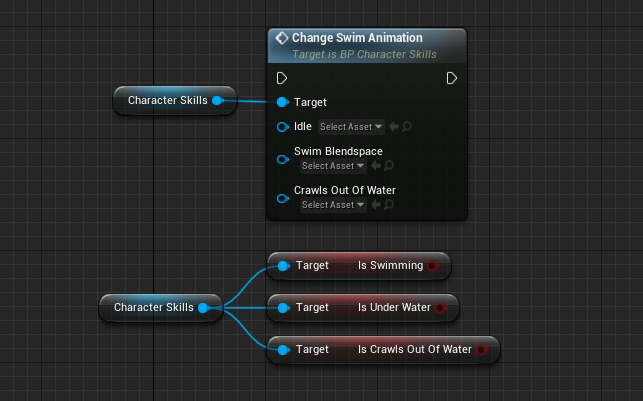 Change Swim Animation
Target is BP Character Skills
Character Skills
Target
Idle Select Asset
Swim Blendspace
Select Asset
Crawls Out Of Water
Select Asset
Target Is Swimming
Character Skills
Target Is Under Water
Target Is Crawls Out Of Water